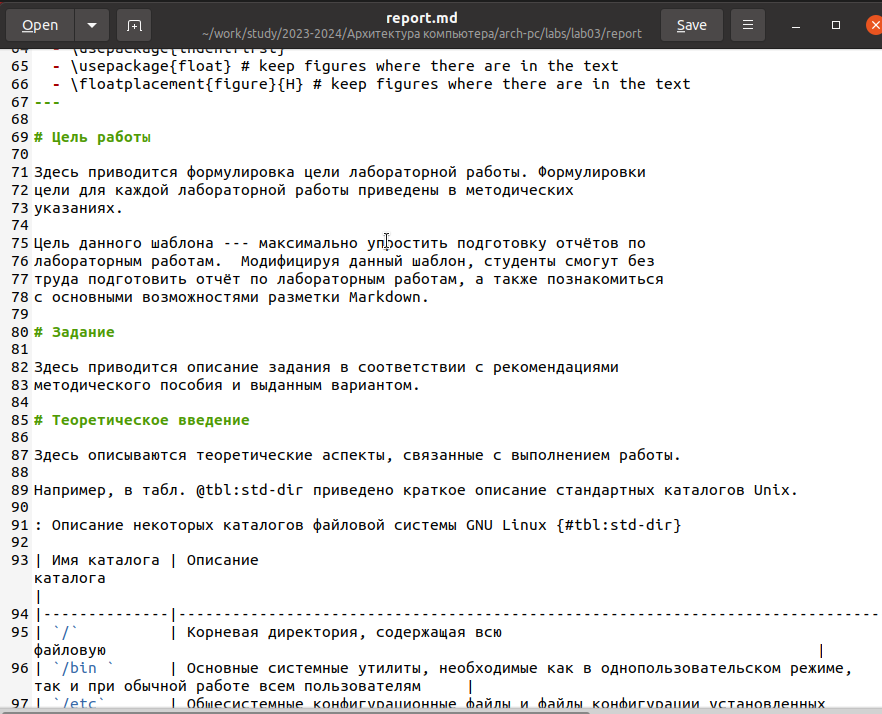 Open
report.md
~/work/study/2023-2024/Архитектура компьютера/arch-pc/labs/lab03/report
Save
64 - \usepackage{indentfirst}
65 - \usepackage{float} # keep figures where there are in the text
66 - \floatplacement{figure}{H} # keep figures where there are in the text
67 ---
68
69 # Цель работы
70
71 Здесь приводится формулировка цели лабораторной работы. Формулировки
72 цели для каждой лабораторной работы приведены в методических
73 указаниях.
74
75 Цель данного шаблона --- максимально упростить подготовку отчётов по
76 лабораторным работам.  Модифицируя данный шаблон, студенты смогут без
77 труда подготовить отчёт по лабораторным работам, а также познакомиться
78 с основными возможностями разметки Markdown.
79
80 # Задание
81
82 Здесь приводится описание задания в соответствии с рекомендациями
83 методического пособия и выданным вариантом.
84
85 # Теоретическое введение
86
87 Здесь описываются теоретические аспекты, связанные с выполнением работы.
88
89 Например, в табл. @tbl:std-dir приведено краткое описание стандартных каталогов Unix.
90
91 : Описание некоторых каталогов файловой системы GNU Linux {#tbl:std-dir}
92
93 | Имя каталога | Описание
каталога
|
94 |--------------|------------------------------------------------------------------------------
95 | `/`          | Корневая директория, содержащая всю
файловую |
96 | `/bin `      | Основные системные утилиты, необходимые как в однопользовательском режиме,
так и при обычной работе всем пользователям     |
97 | `/etc`       | Общесистемные конфигурационные файлы и файлы конфигурации установленных